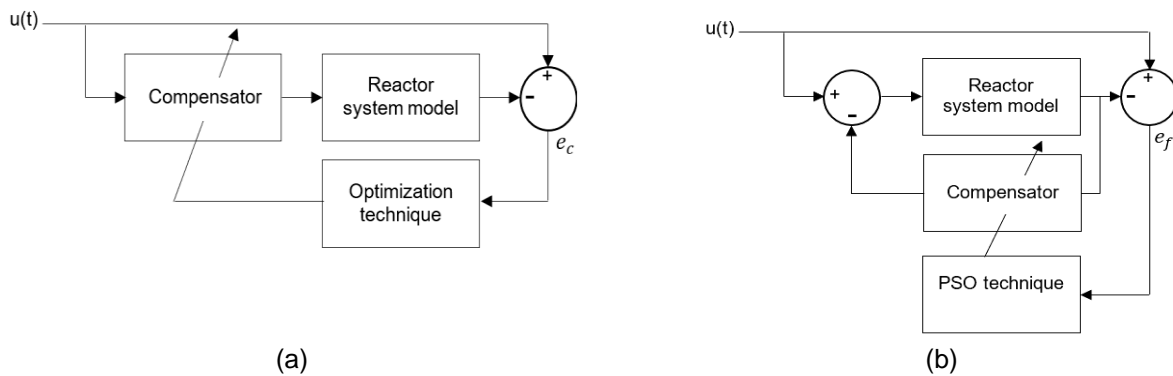 u(t)
Compensator
Reactor
system model
+
-
e_c
Optimization
technique
(a)
u(t)
+
-
Reactor
system model
+
-
e_f
Compensator
PSO technique
(b)